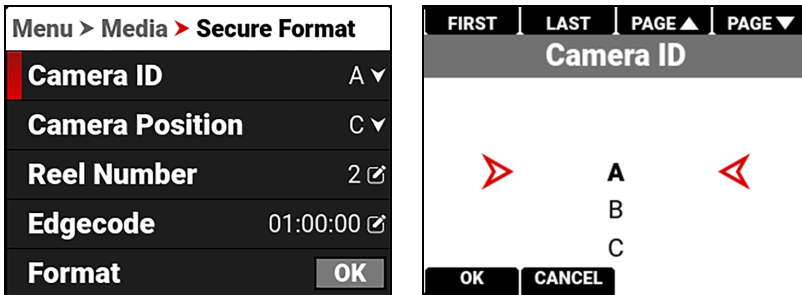 Menu > Media > Secure Format
Camera ID A
Camera Position C
Reel Number 2
Edgecode 01:00:00
Format OK
FIRST LAST PAGE▲ PAGE▼
Camera ID
A
B
C
OK CANCEL